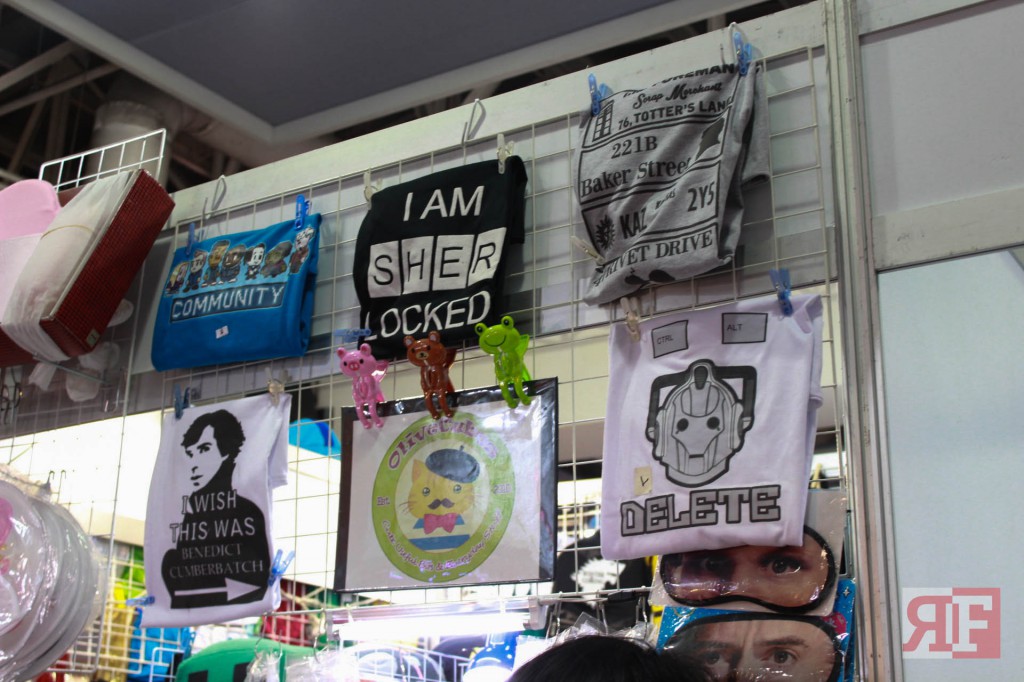 COMMUNITY
I AM
SHER
LOCKED
Scrap Merchant
76, TOTTER'S LANE
221B
Baker Street
KAZ 2Y5
PRIVET DRIVE
I WISH
THIS WAS
BENEDICT
CUMBERBATCH
CTRL
ALT
DELETE
RF